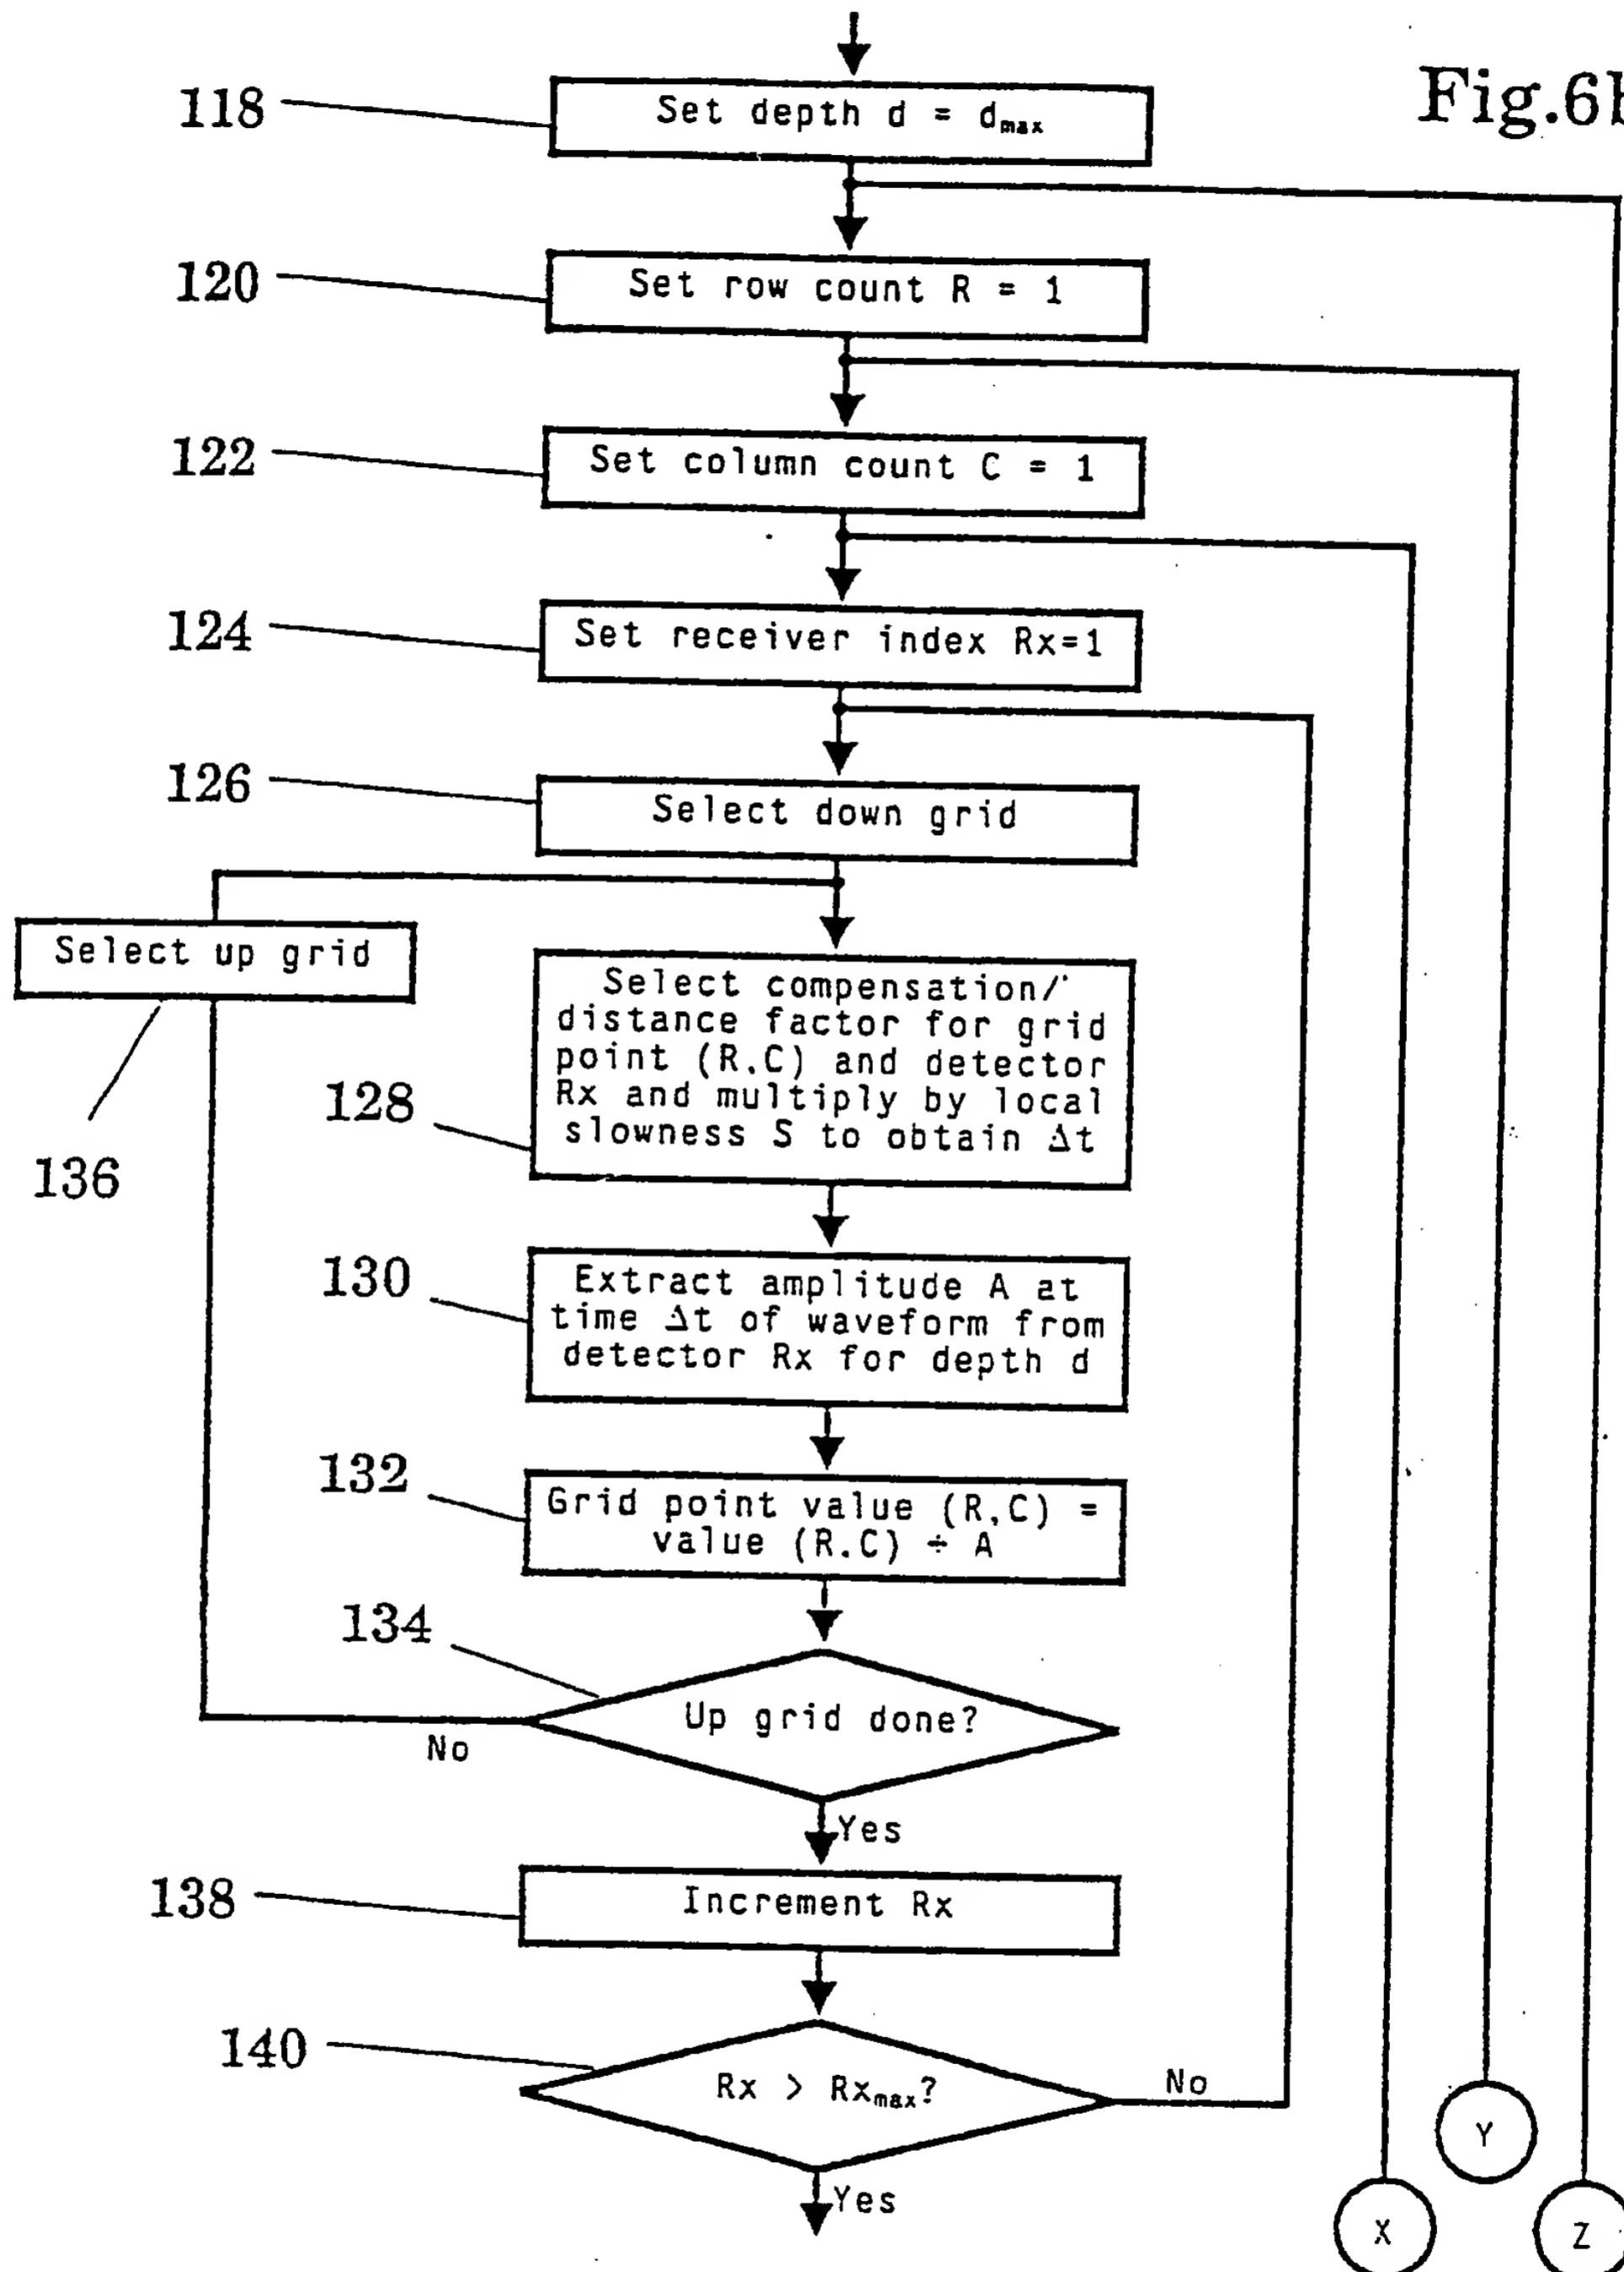 Fig.6b
118
Set depth d = dmax
120
Set row count R = 1
122
Set column count C = 1
124
Set receiver index Rx=1
126
Select down grid
Select up grid
136
128
Select compensation/
distance factor for grid
point (R.C) and detector
Rx and multiply by local
slowness S to obtain Δt
130
Extract amplitude A at
time Δt of waveform from
detector Rx for depth d
132
Grid point value (R,C) =
value (R.C) ÷ A
134
Up grid done?
No
Yes
138
Increment Rx
140
Rx > Rxmax?
No
Yes
X
Y
Z